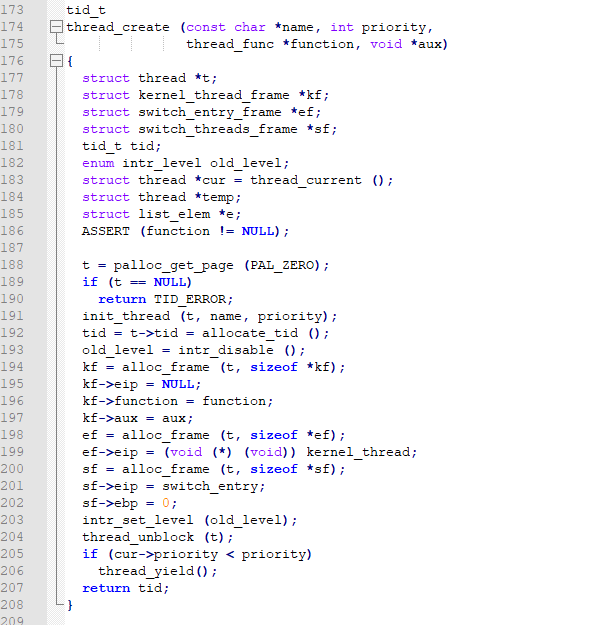 173 tid_t
174 thread_create (const char *name, int priority,
175                thread_func *function, void *aux)
176 {
177   struct thread *t;
178   struct kernel_thread_frame *kf;
179   struct switch_entry_frame *ef;
180   struct switch_threads_frame *sf;
181   tid_t tid;
182   enum intr_level old_level;
183   struct thread *cur = thread_current ();
184   struct thread *temp;
185   struct list_elem *e;
186   ASSERT (function != NULL);
187
188   t = palloc_get_page (PAL_ZERO);
189   if (t == NULL)
190     return TID_ERROR;
191   init_thread (t, name, priority);
192   tid = t->tid = allocate_tid ();
193   old_level = intr_disable ();
194   kf = alloc_frame (t, sizeof *kf);
195   kf->eip = NULL;
196   kf->function = function;
197   kf->aux = aux;
198   ef = alloc_frame (t, sizeof *ef);
199   ef->eip = (void (*) (void)) kernel_thread;
200   sf = alloc_frame (t, sizeof *sf);
201   sf->eip = switch_entry;
202   sf->ebp = 0;
203   intr_set_level (old_level);
204   thread_unblock (t);
205   if (cur->priority < priority)
206     thread_yield();
207   return tid;
208 }
209